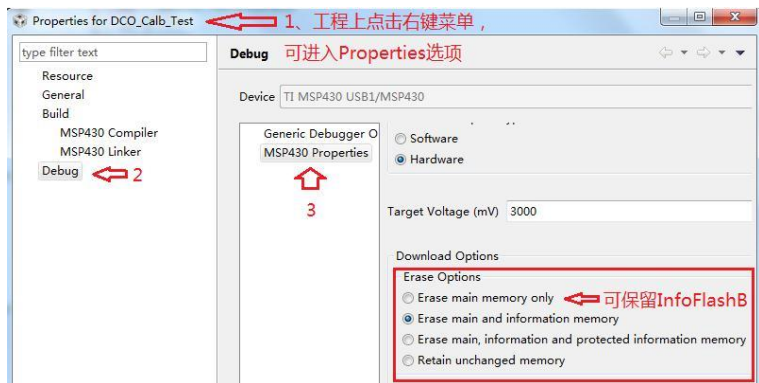 Properties for DCO_Calb_Test
1、工程上点击右键菜单，
type filter text
Debug
可进入Properties选项
Resource
General
Build
MSP430 Compiler
MSP430 Linker
Debug
2
Device
TI MSP430 USB1/MSP430
Generic Debugger O
MSP430 Properties
3
Software
Hardware
Target Voltage (mV)
3000
Download Options
Erase Options
Erase main memory only
可保留InfoFlashB
Erase main and information memory
Erase main, information and protected information memory
Retain unchanged memory